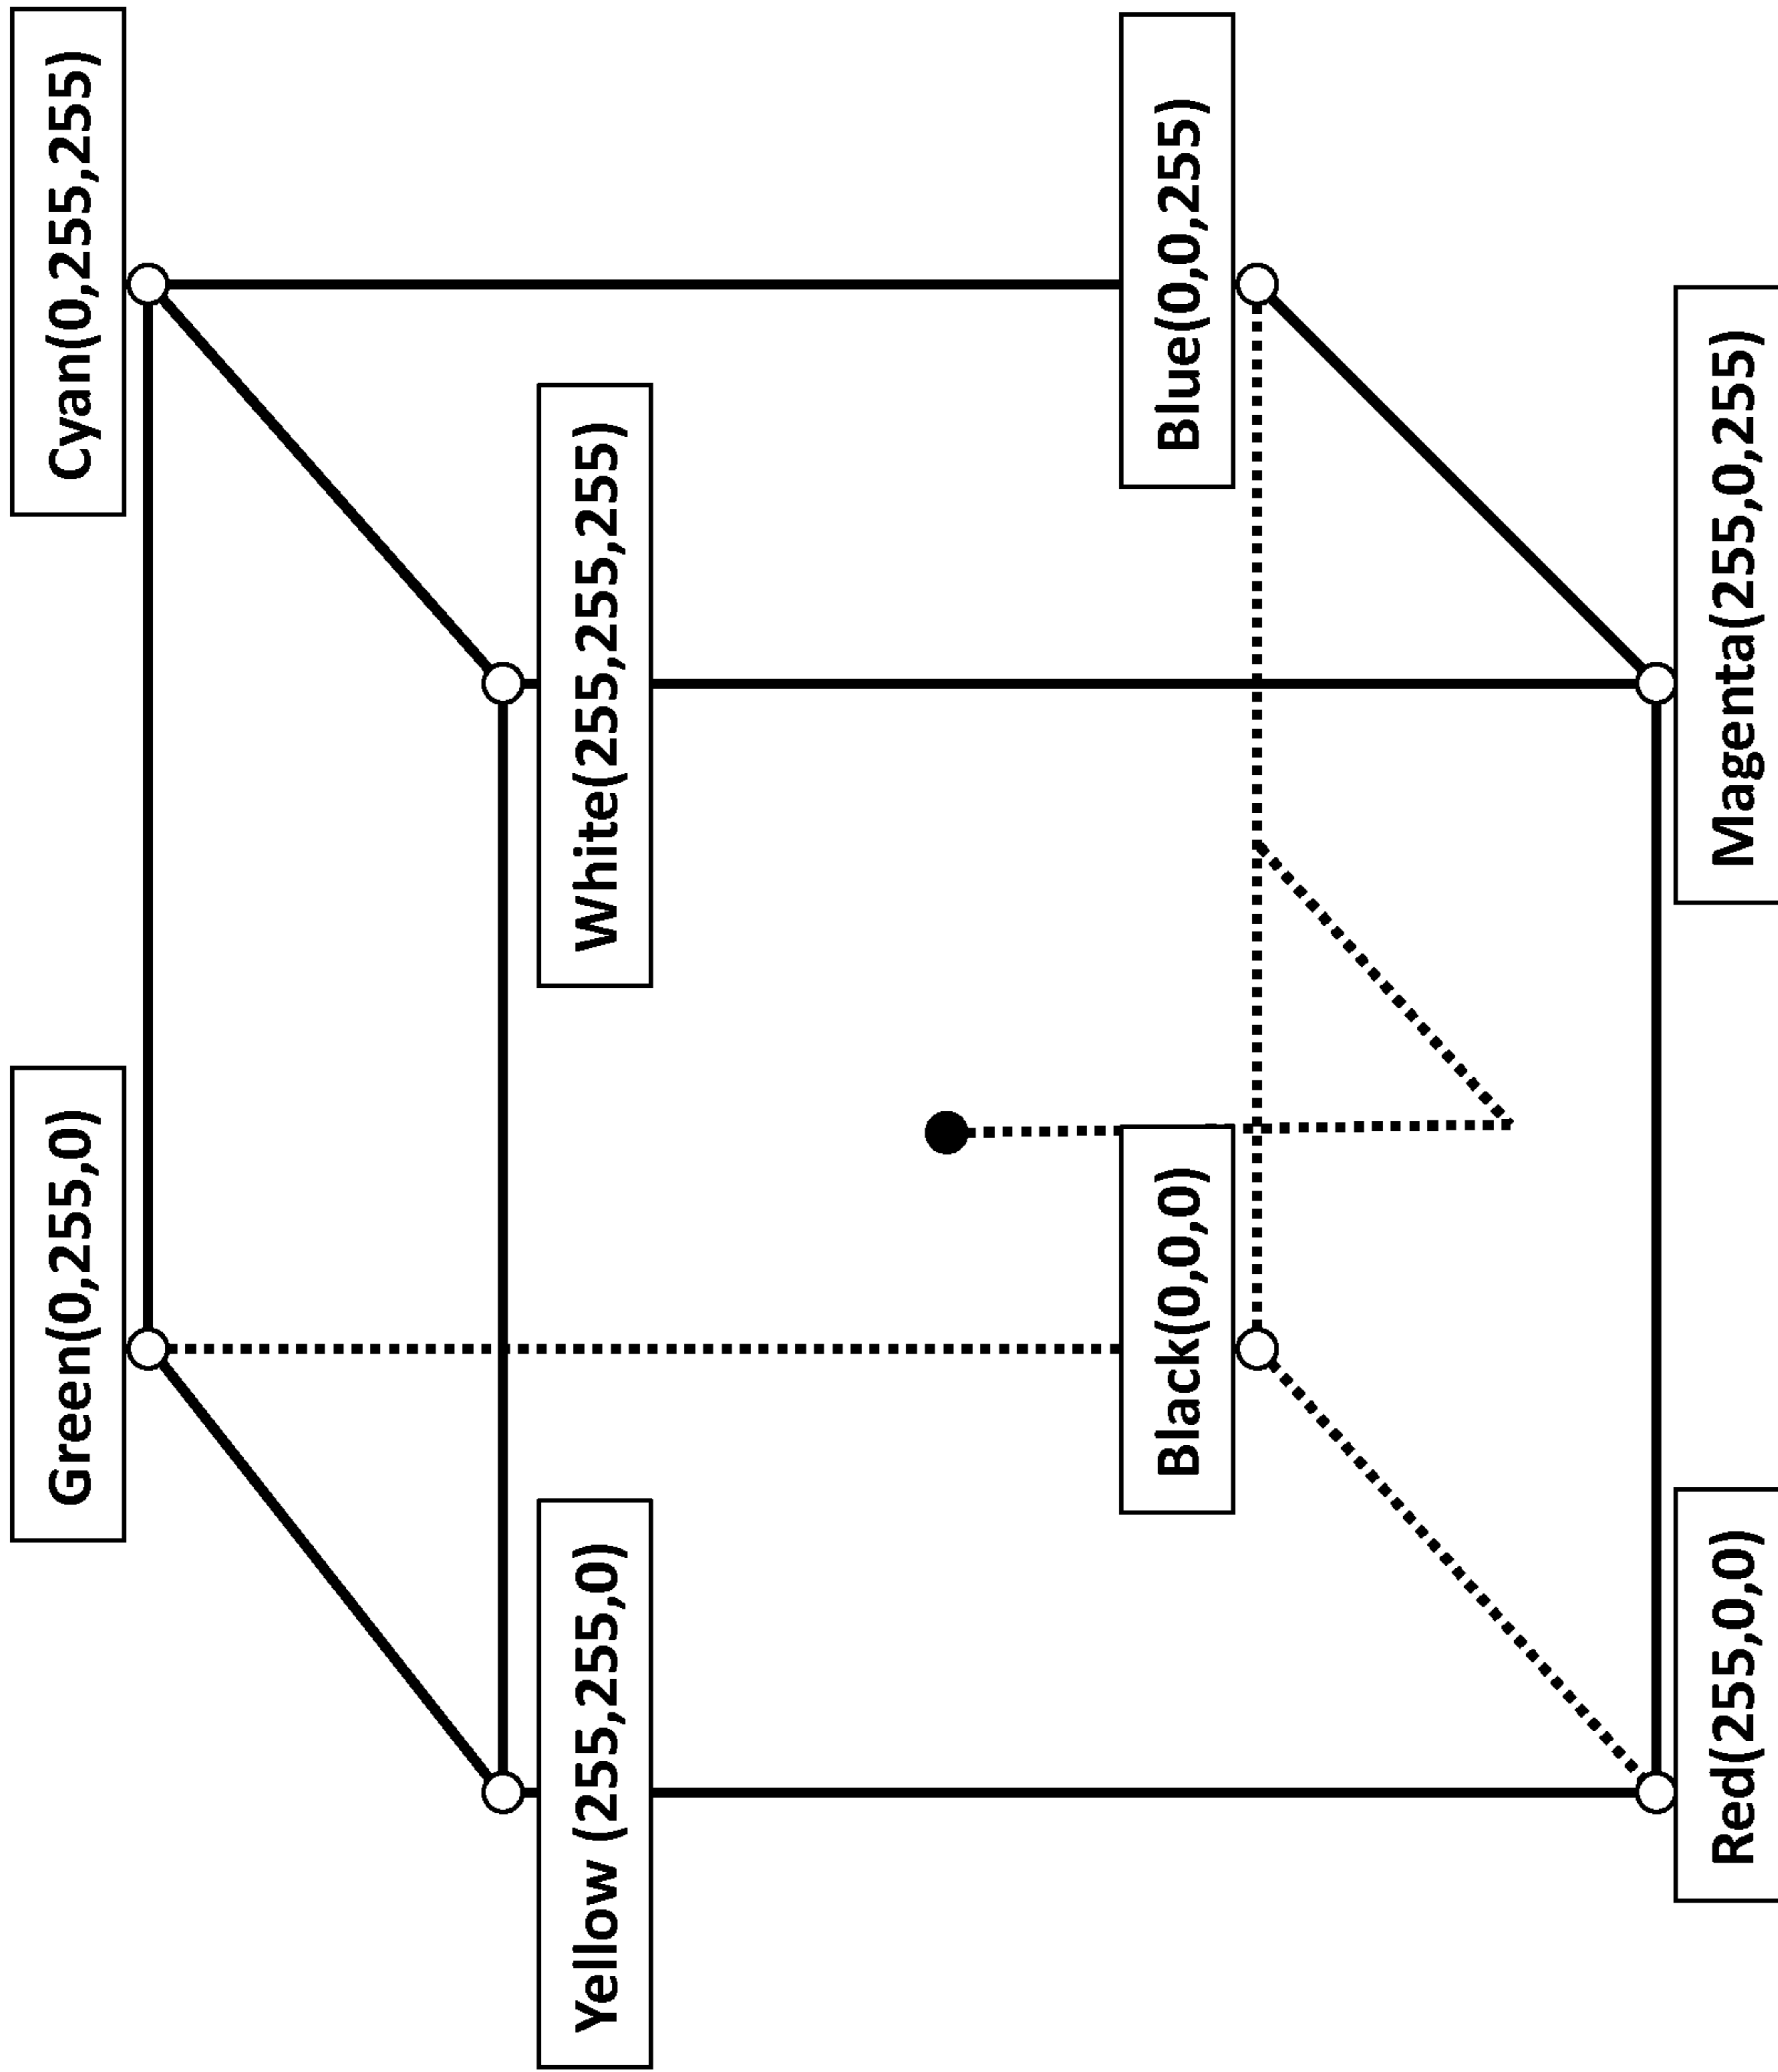 Cyan(0,255,255)
Blue(0,0,255)
White(255,255,255)
Magenta(255,0,255)
Green(0,255,0)
Black(0,0,0)
Yellow (255,255,0)
Red(255,0,0)